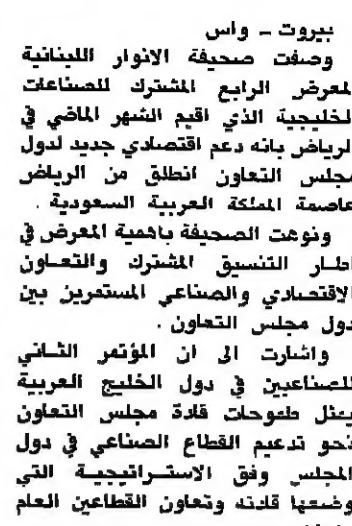 بيروت - واس
وصفت صحيفة الانوار اللبنانية
المعرض الرابع المشترك للصناعات
الخليجية الذي اقيم الشهر الماضي في
الرياض بانه دعم اقتصادي جديد لدول
مجلس التعاون انطلق من الرياض
عاصمة المملكة العربية السعودية .
ونوهت الصحيفة باهمية المعرض في
اطار التنسيق المشترك والتعاون
الاقتصادي والصناعي المستمرين بين
دول مجلس التعاون .
واشارت الى ان المؤتمر الثاني
للصناعيين في دول الخليج العربية
يمثل طموحات قادة مجلس التعاون
نحو تدعيم القطاع الصناعي في دول
المجلس وفق الاستراتيجية التي
وضعها قادته وتعاون القطاعين العام